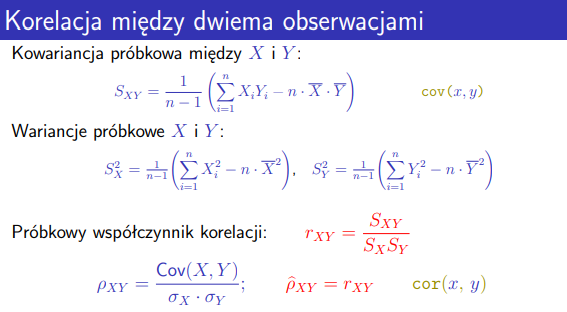 Korelacja między dwiema obserwacjami
Kowariancja próbkowa między X i Y:
S_{XY} = \frac{1}{n-1} \left( \sum_{i=1}^{n} X_i Y_i - n \cdot \overline{X} \cdot \overline{Y} \right) cov(x, y)
Wariancje próbkowe X i Y:
S_X^2 = \frac{1}{n-1} \left( \sum_{i=1}^{n} X_i^2 - n \cdot \overline{X}^2 \right), S_Y^2 = \frac{1}{n-1} \left( \sum_{i=1}^{n} Y_i^2 - n \cdot \overline{Y}^2 \right)
Próbkowy współczynnik korelacji: r_{XY} = \frac{S_{XY}}{S_X S_Y}
\rho_{XY} = \frac{Cov(X, Y)}{\sigma_X \cdot \sigma_Y}; \widehat{\rho}_{XY} = r_{XY} cor(x, y)